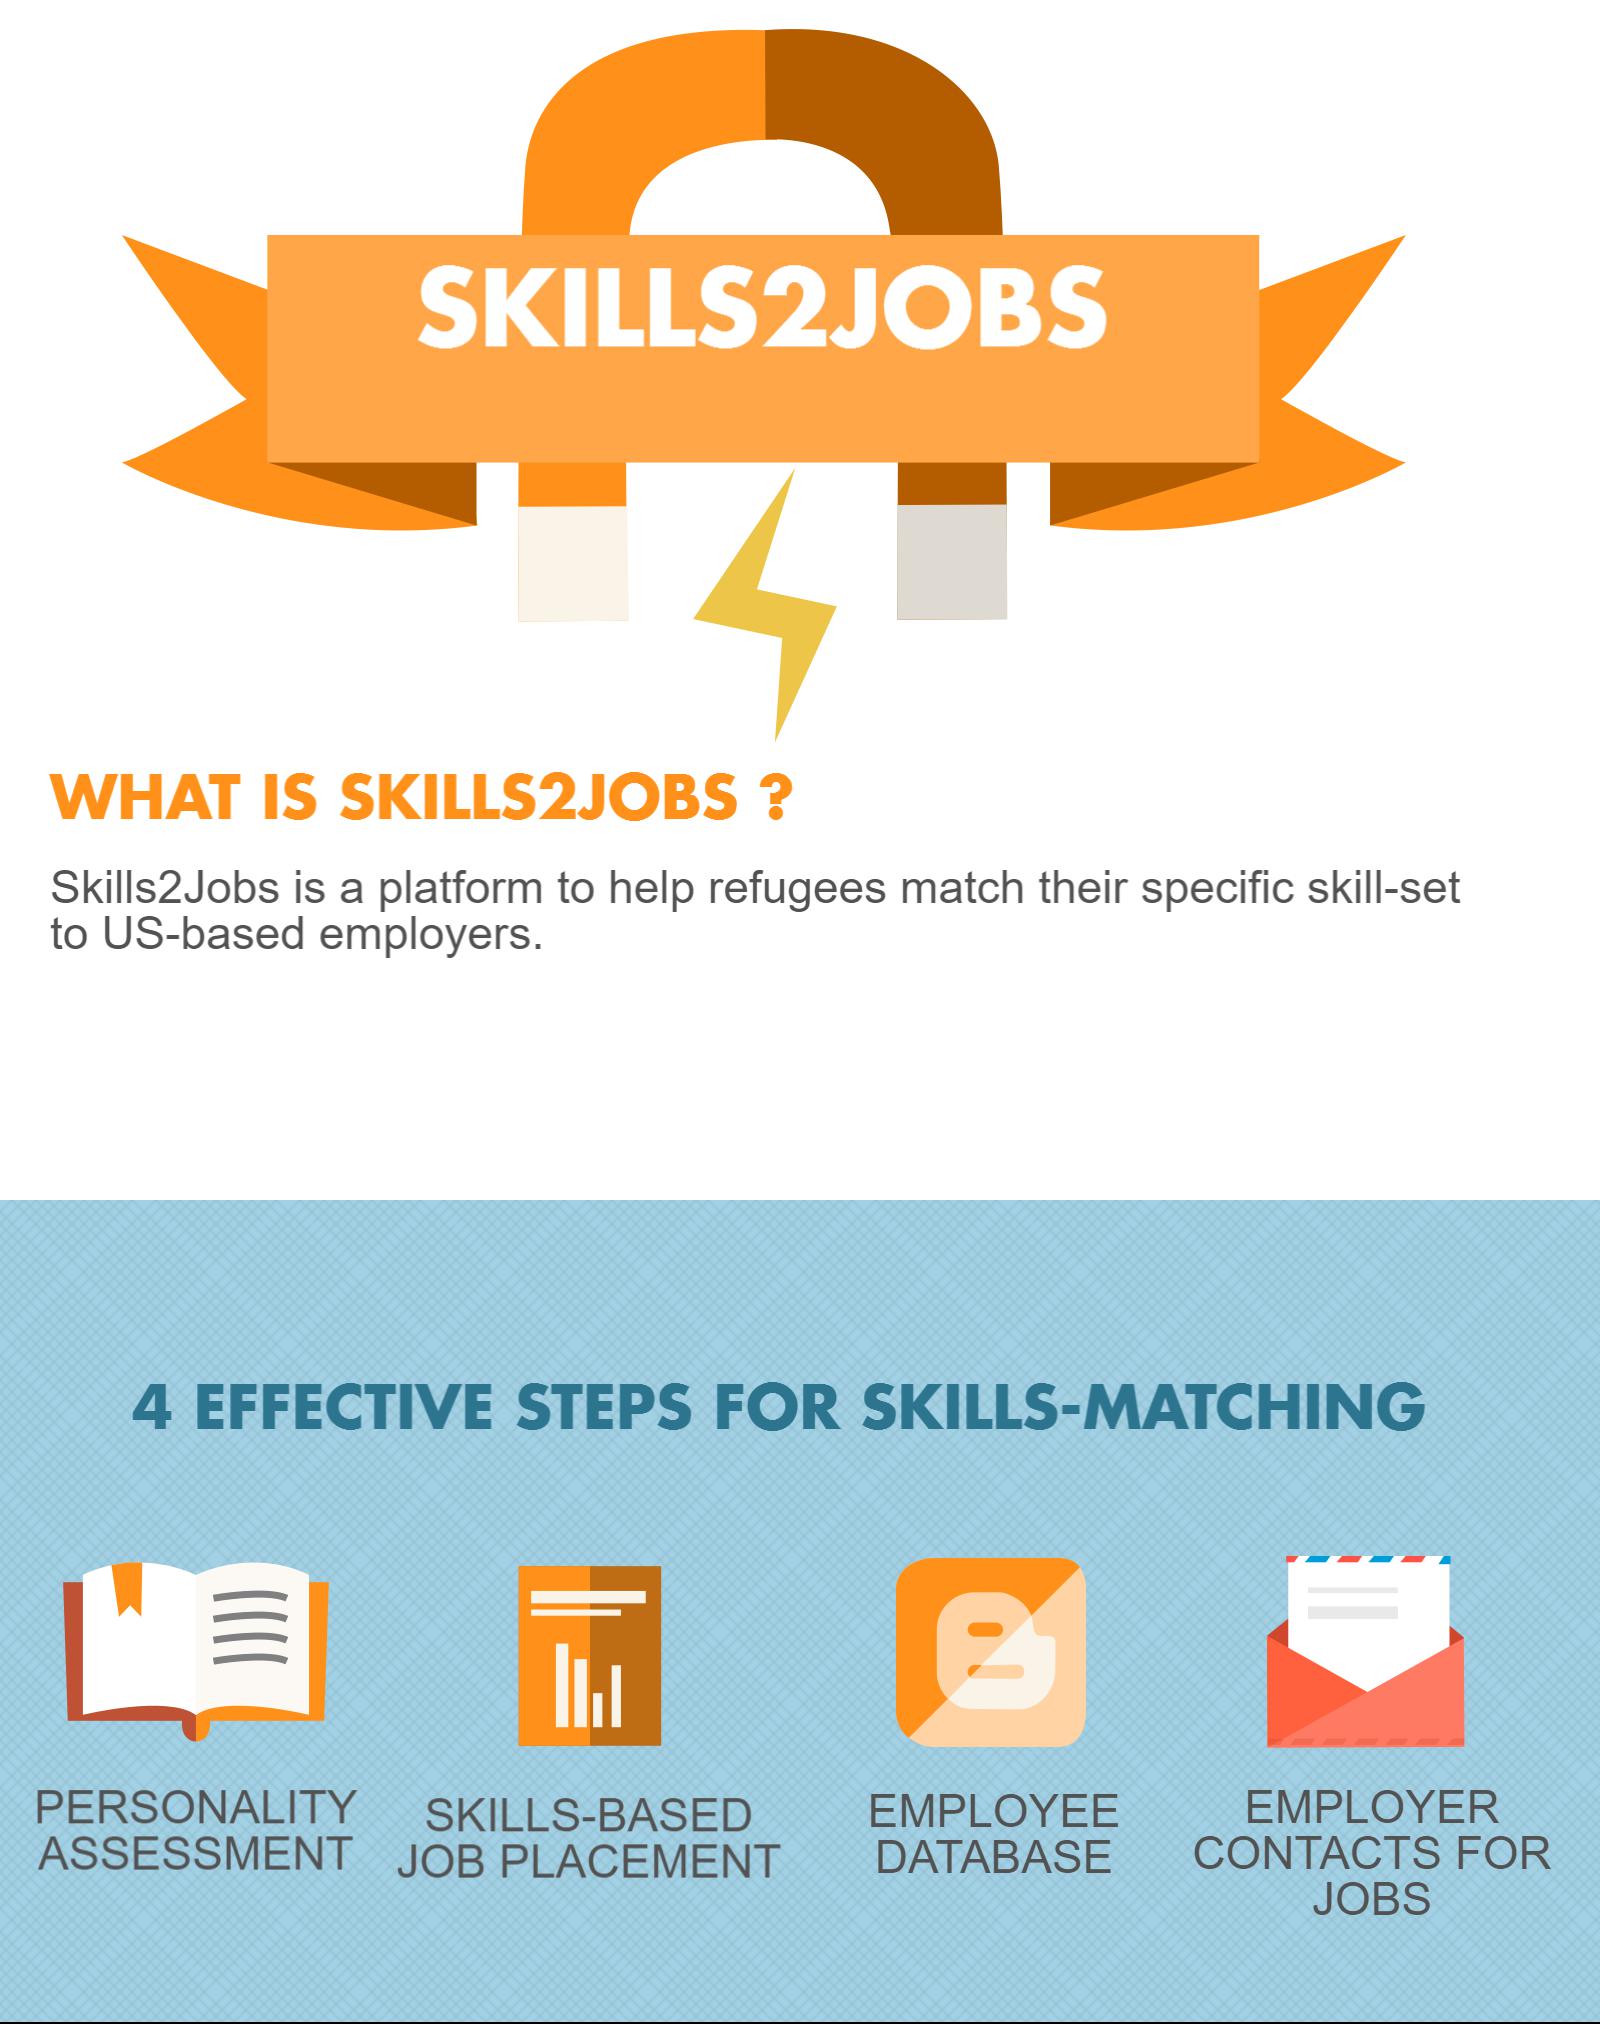 SKILLS2JOBS
WHAT IS SKILLS2JOBS ?
Skills2Jobs is a platform to help refugees match their specific skill-set
to US-based employers.
4 EFFECTIVE STEPS FOR SKILLS-MATCHING
PERSONALITY
ASSESSMENT
SKILLS-BASED
JOB PLACEMENT
EMPLOYEE
DATABASE
EMPLOYER
CONTACTS FOR
JOBS